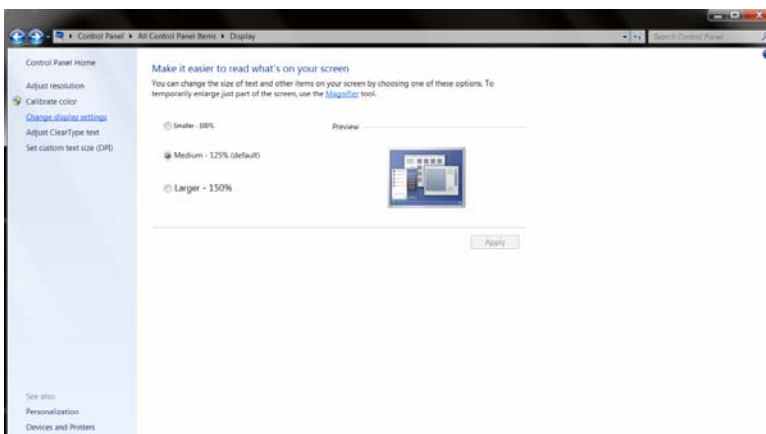 Control Panel ▸ All Control Panel Items ▸ Display
Search Control Panel
Control Panel Home
Adjust resolution
Calibrate color
Change display settings
Adjust ClearType text
Set custom text size (DPI)
Make it easier to read what's on your screen
You can change the size of text and other items on your screen by choosing one of these options. To
temporarily enlarge just part of the screen, use the Magnifier tool.
Smaller - 100%
Preview
Medium - 125% (default)
Larger - 150%
Apply
See also
Personalization
Devices and Printers